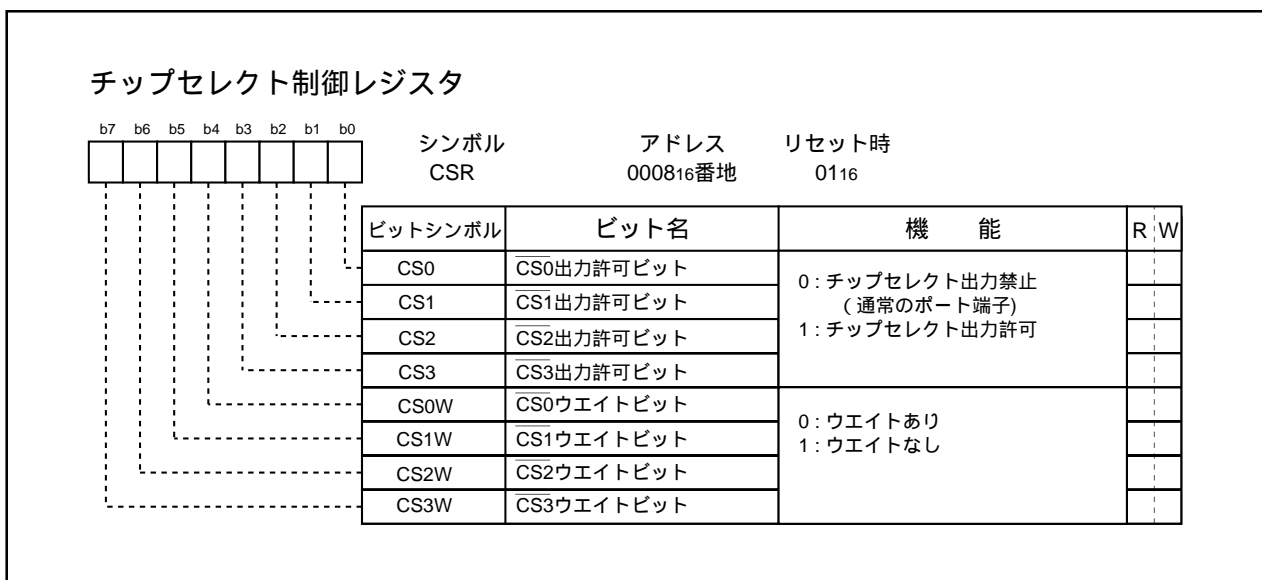 チップセレクト制御レジスタ
b7 b6 b5 b4 b3 b2 b1 b0
シンボル アドレス リセット時
CSR 000816番地 0116
ビットシンボル ビット名 機 能 R W
CS0 CS0出力許可ビット
CS1 CS1出力許可ビット
CS2 CS2出力許可ビット
CS3 CS3出力許可ビット
0 : チップセレクト出力禁止
( 通常のポート端子)
1 : チップセレクト出力許可
CS0W CS0ウエイトビット
CS1W CS1ウエイトビット
CS2W CS2ウエイトビット
CS3W CS3ウエイトビット
0 : ウエイトあり
1 : ウエイトなし